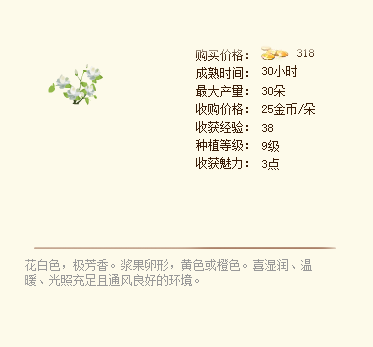 购买价格: 318
成熟时间: 30小时
最大产量: 30朵
收购价格: 25金币/朵
收获经验: 38
种植等级: 9级
收获魅力: 3点
花白色，极芳香。浆果卵形，黄色或橙色。喜湿润、温
暖、光照充足且通风良好的环境。